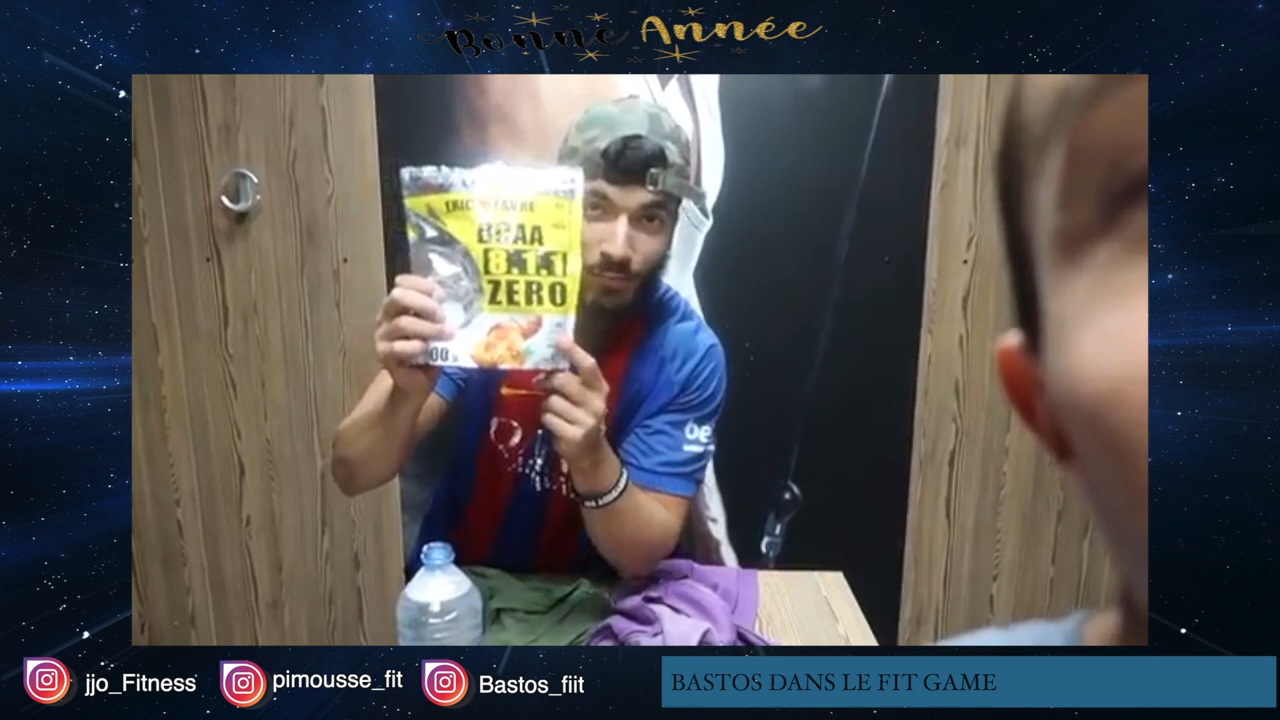 Bonne Année
ERIC FAVRE
BCAA
8.1.1
ZERO
jjo_Fitness
pimousse_fit
Bastos_fiit
BASTOS DANS LE FIT GAME